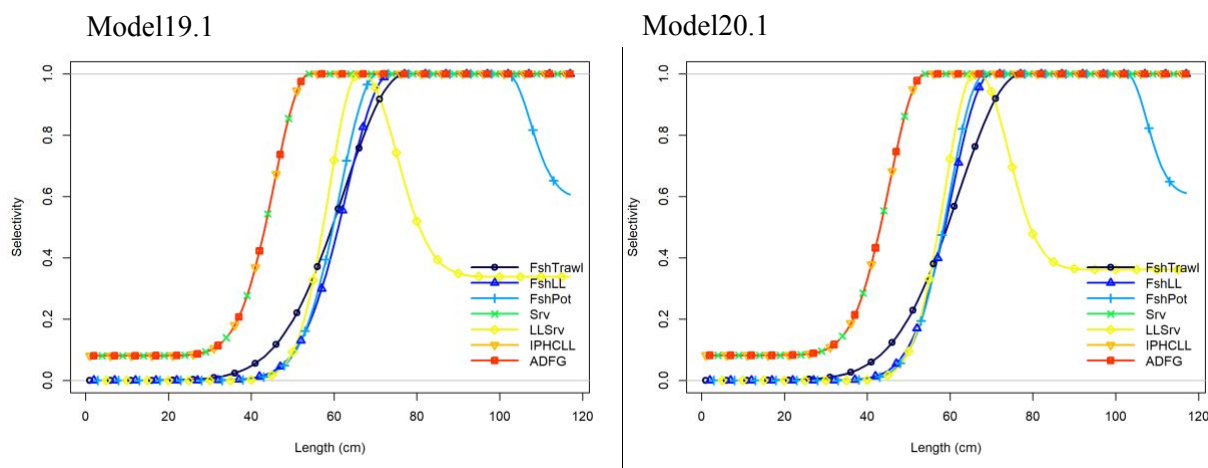 Model19.1
Model20.1
Selectivity
0.0 0.2 0.4 0.6 0.8 1.0
FshTrawl
FshLL
FshPot
Srv
LLSrv
IPHCLL
ADFG
0 20 40 60 80 100 120
Length (cm)
Selectivity
0.0 0.2 0.4 0.6 0.8 1.0
FshTrawl
FshLL
FshPot
Srv
LLSrv
IPHCLL
ADFG
0 20 40 60 80 100 120
Length (cm)